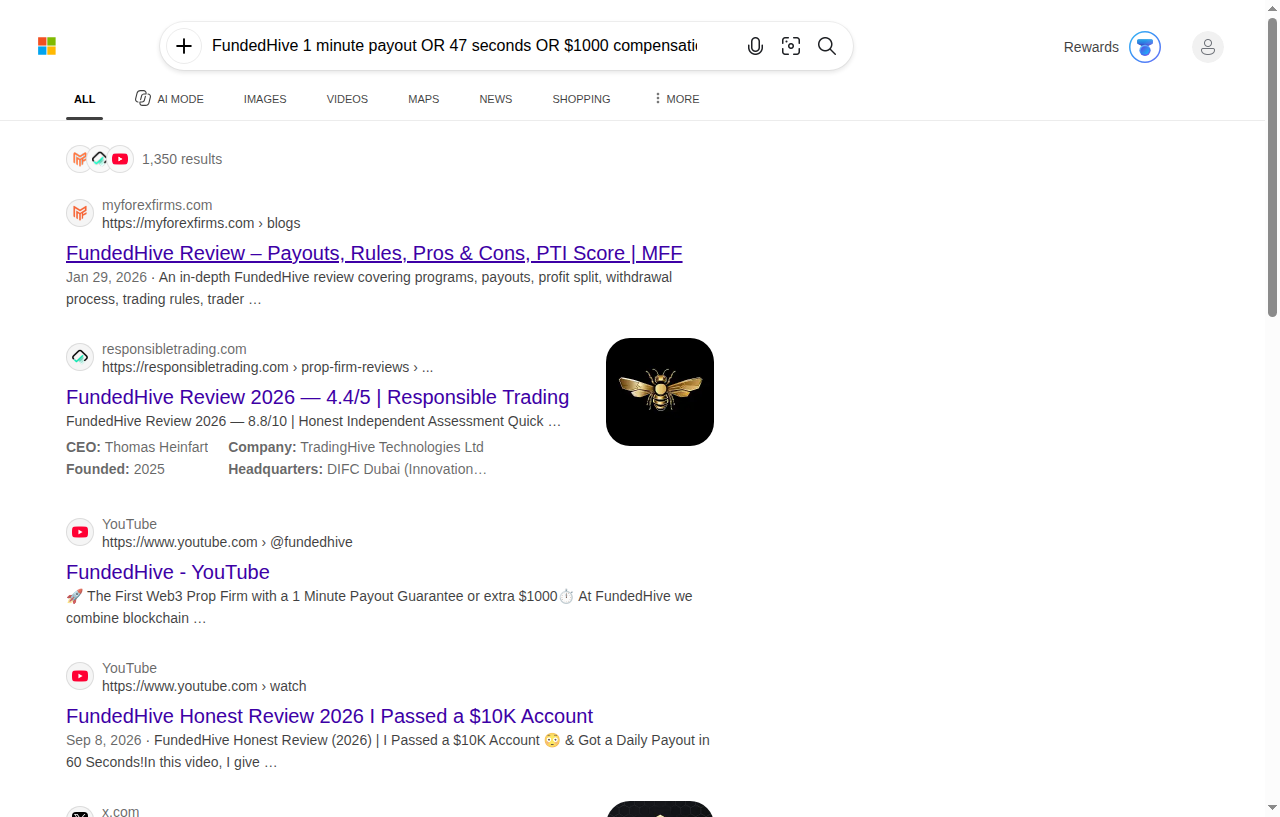 FundedHive 1 minute payout OR 47 seconds OR $1000 compensati
Rewards
ALL
AI MODE
IMAGES
VIDEOS
MAPS
NEWS
SHOPPING
MORE
1,350 results
myforexfirms.com
https://myforexfirms.com › blogs
FundedHive Review – Payouts, Rules, Pros & Cons, PTI Score | MFF
Jan 29, 2026 · An in-depth FundedHive review covering programs, payouts, profit split, withdrawal
process, trading rules, trader …
responsibletrading.com
https://responsibletrading.com › prop-firm-reviews › ...
FundedHive Review 2026 — 4.4/5 | Responsible Trading
FundedHive Review 2026 — 8.8/10 | Honest Independent Assessment Quick …
CEO: Thomas Heinfart Company: TradingHive Technologies Ltd
Founded: 2025 Headquarters: DIFC Dubai (Innovation…
YouTube
https://www.youtube.com › @fundedhive
FundedHive - YouTube
🚀 The First Web3 Prop Firm with a 1 Minute Payout Guarantee or extra $1000⏱️ At FundedHive we
combine blockchain …
YouTube
https://www.youtube.com › watch
FundedHive Honest Review 2026 I Passed a $10K Account
Sep 8, 2026 · FundedHive Honest Review (2026) | I Passed a $10K Account 😳 & Got a Daily Payout in
60 Seconds!In this video, I give …
x.com